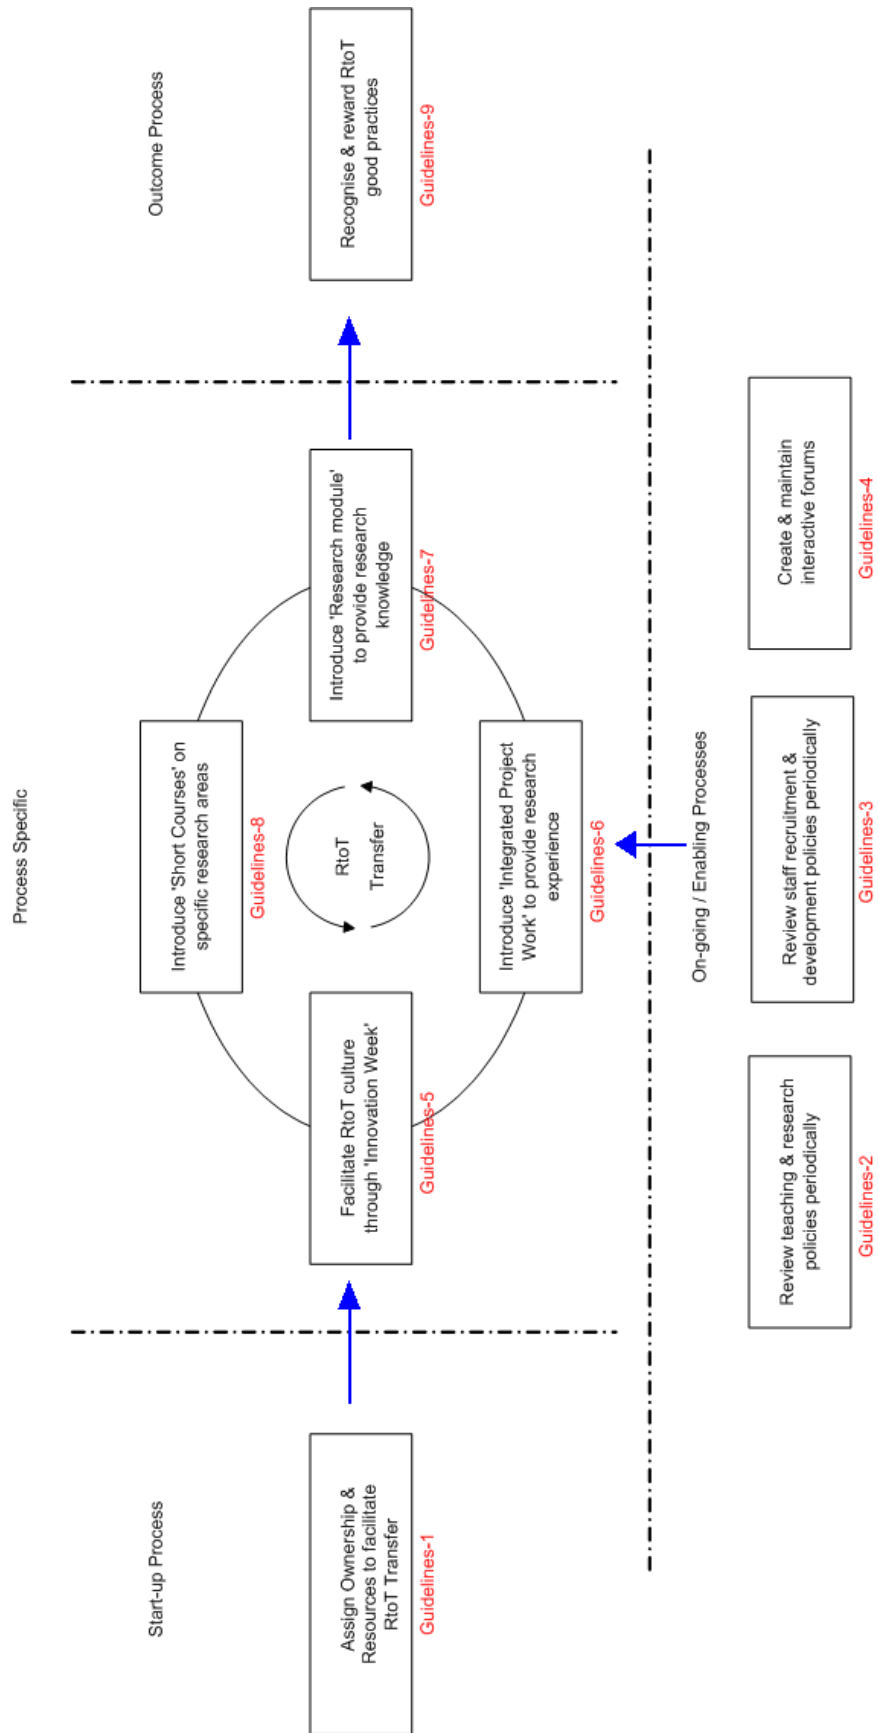 Process Specific
Start-up Process
Outcome Process
Assign Ownership &
Resources to facilitate
RtoT Transfer
Guidelines-1
Facilitate RtoT culture
through 'Innovation Week'
Guidelines-5
Introduce 'Short Courses' on
specific research areas
Guidelines-8
RtoT
Transfer
Introduce 'Integrated Project
Work' to provide research
experience
Guidelines-6
Introduce 'Research module'
to provide research
knowledge
Guidelines-7
Recognise & reward RtoT
good practices
Guidelines-9
On-going / Enabling Processes
Review teaching & research
policies periodically
Guidelines-2
Review staff recruitment &
development policies periodically
Guidelines-3
Create & maintain
interactive forums
Guidelines-4